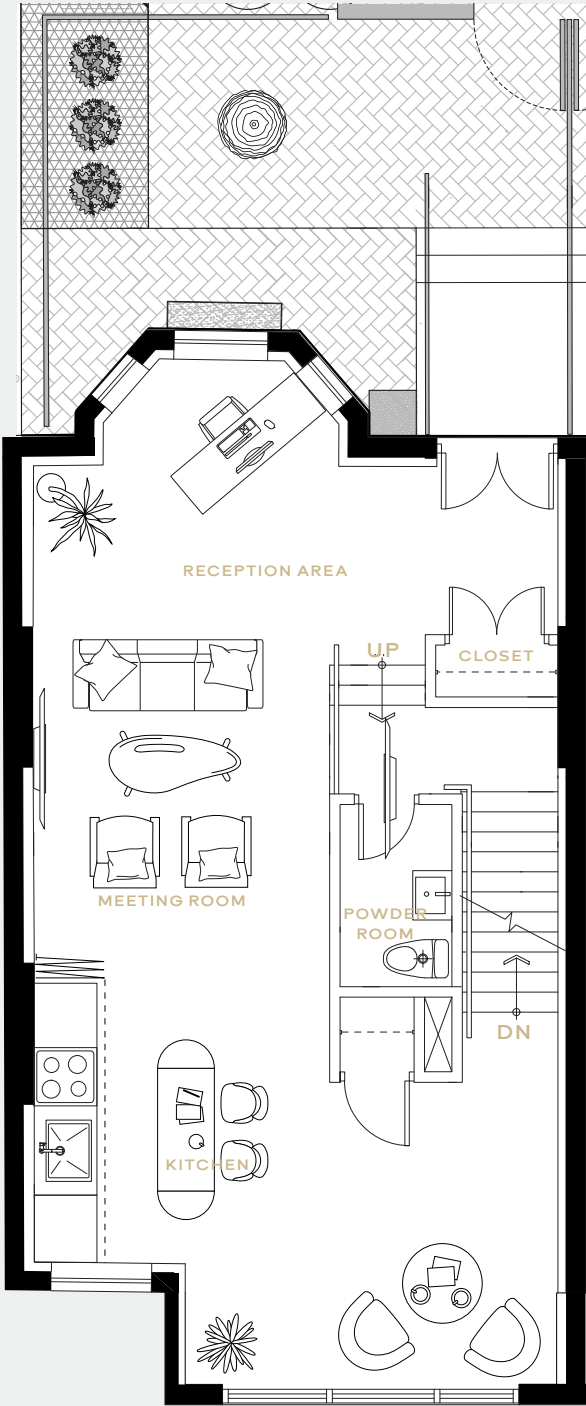 RECEPTION AREA
UP
CLOSET
MEETING ROOM
POWDER
ROOM
DN
KITCHEN